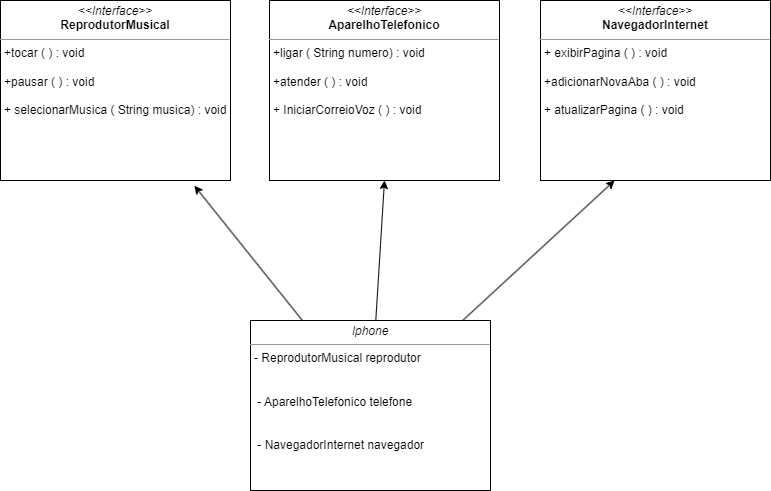 <<Interface>>
ReprodutorMusical
+tocar ( ) : void
+pausar ( ) : void
+ selecionarMusica ( String musica) : void
<<Interface>>
AparelhoTelefonico
+ligar ( String numero) : void
+atender ( ) : void
+ IniciarCorreioVoz ( ) : void
<<Interface>>
NavegadorInternet
+ exibirPagina ( ) : void
+adicionarNovaAba ( ) : void
+ atualizarPagina ( ) : void
Iphone
- ReprodutorMusical reprodutor
- AparelhoTelefonico telefone
- NavegadorInternet navegador